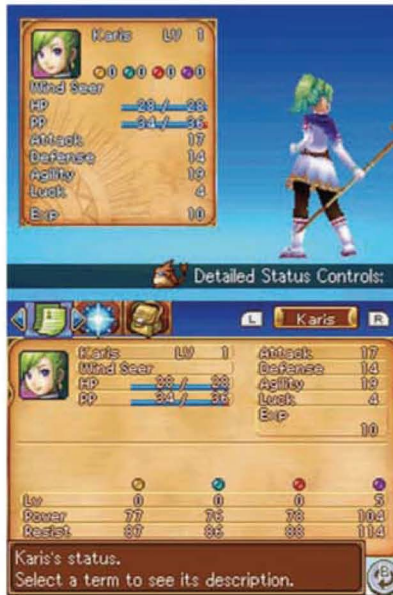 Karis LV 1
0 0 0 0
Wind Seer
HP 28 / 28
PP 34 / 36
Attack 17
Defense 14
Agility 19
Luck 4
Exp 10
Detailed Status Controls:
L Karis R
Karis LV 1
Wind Seer
HP 28 / 28
PP 34 / 36
Attack 17
Defense 14
Agility 19
Luck 4
Exp
10
Lv 0 0 0 5
Power 77 76 78 104
Resist 87 86 88 114
Karis's status.
Select a term to see its description.
B